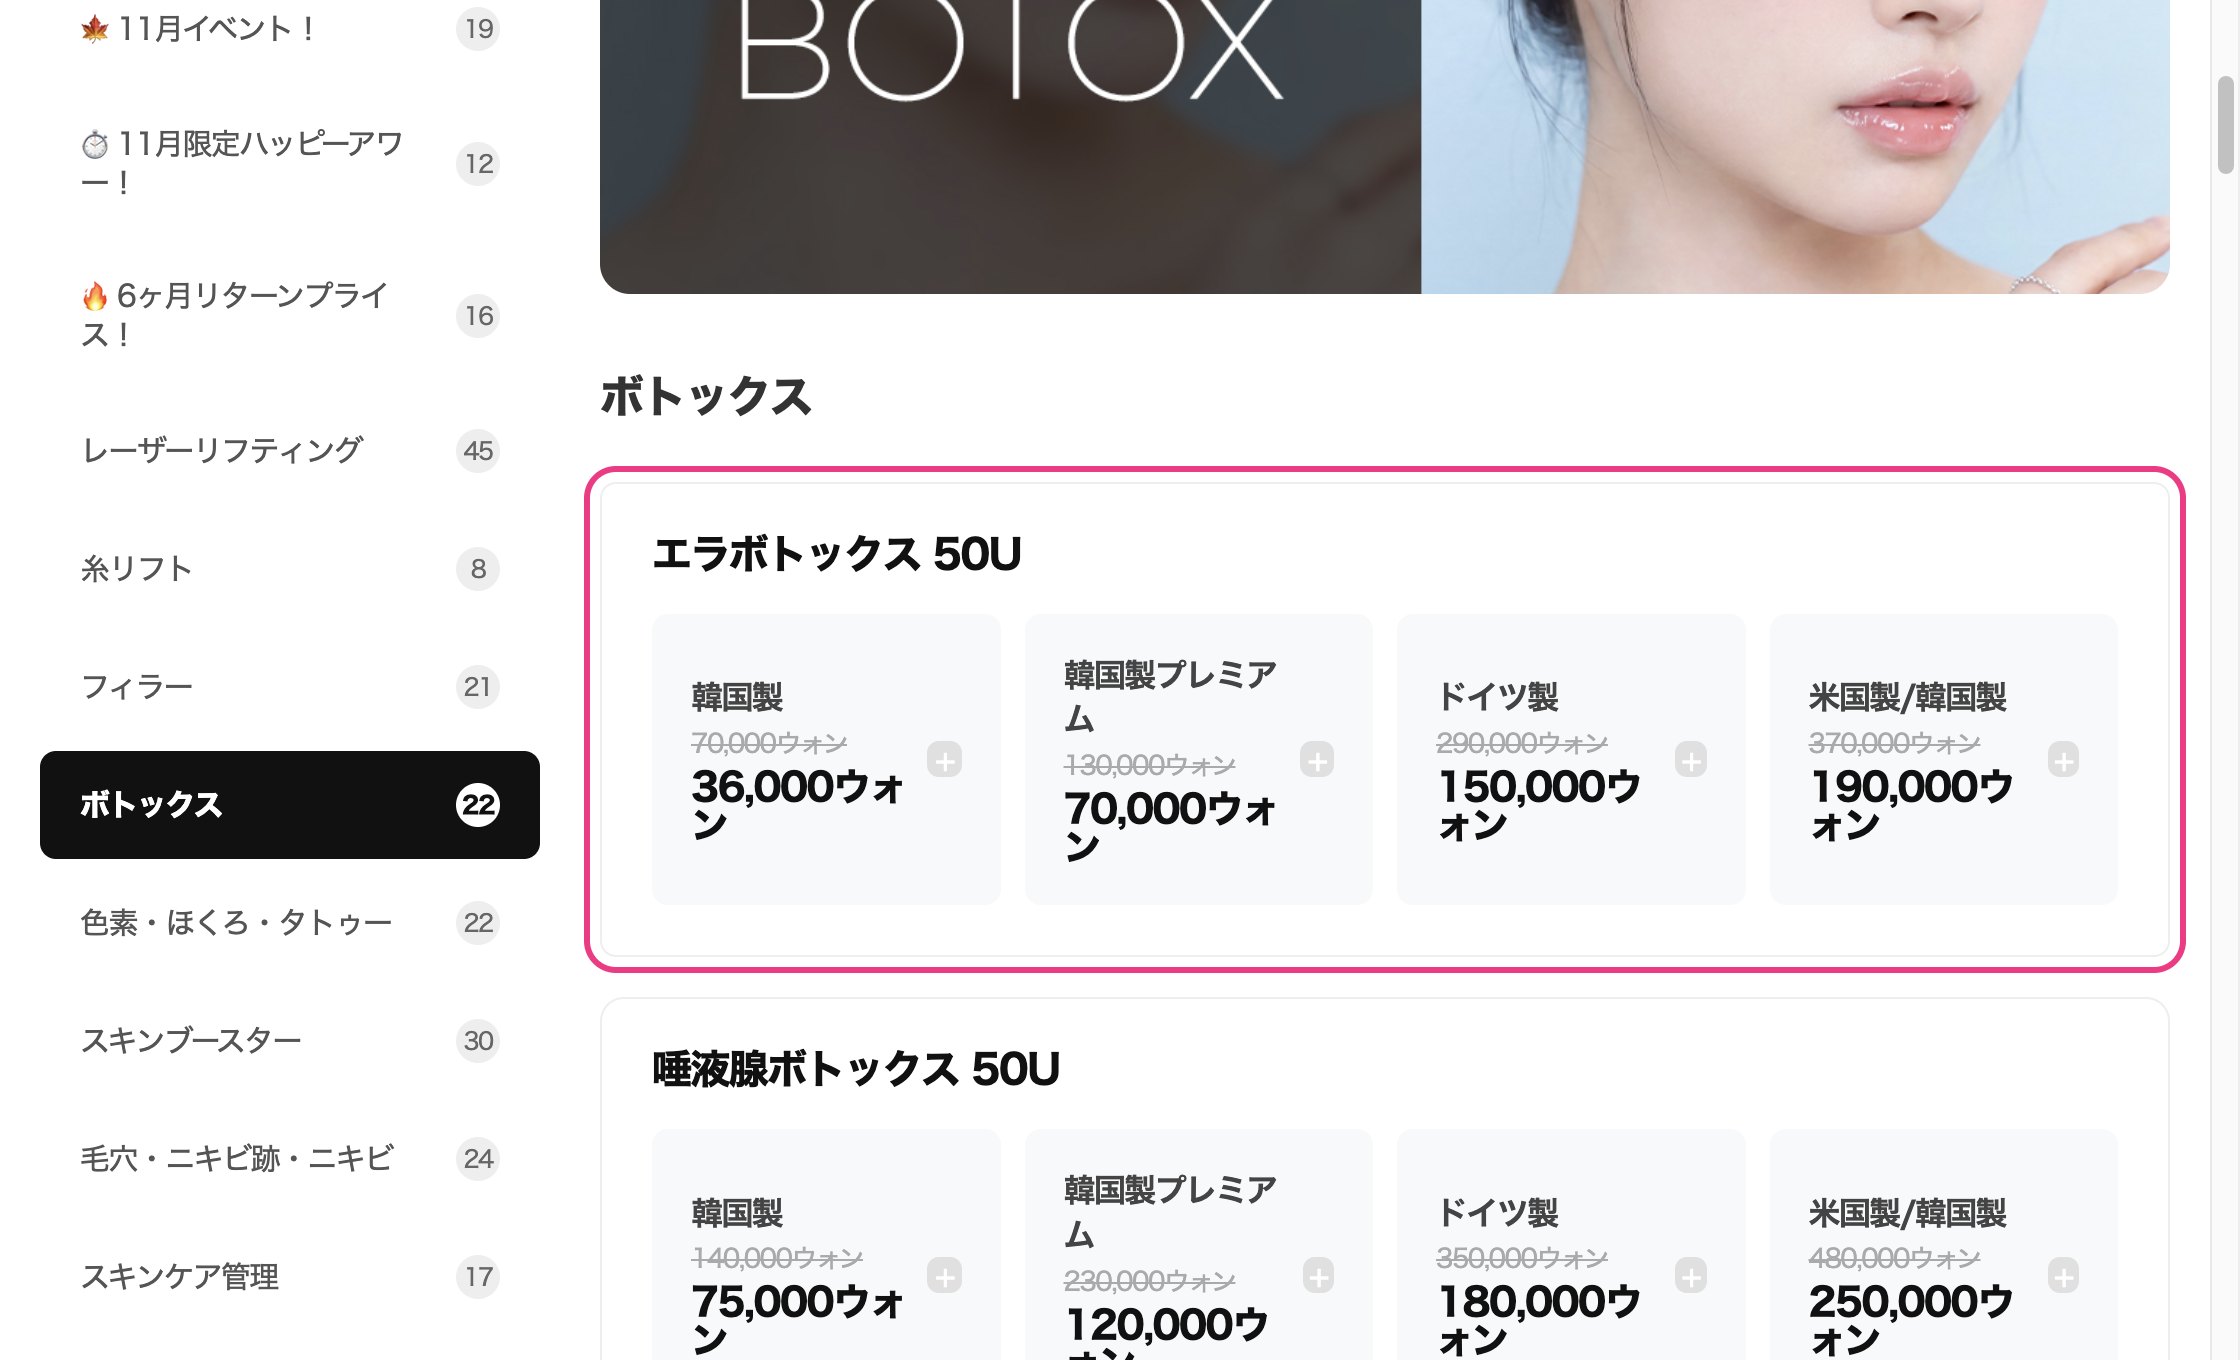 🍁 11月イベント！
19
⏱ 11月限定ハッピーアワ
ー！
12
🔥 6ヶ月リターンプライ
ス！
16
レーザーリフティング
45
糸リフト
8
フィラー
21
ボトックス
22
色素・ほくろ・タトゥー
22
スキンブースター
30
毛穴・ニキビ跡・ニキビ
24
スキンケア管理
17
BOTOX
ボトックス
エラボトックス 50U
韓国製
70,000ウォン
36,000ウォ
ン
韓国製プレミア
ム
130,000ウォン
70,000ウォ
ン
ドイツ製
290,000ウォン
150,000ウ
ォン
米国製/韓国製
370,000ウォン
190,000ウ
ォン
唾液腺ボトックス 50U
韓国製
140,000ウォン
75,000ウォ
ン
韓国製プレミア
ム
230,000ウォン
120,000ウ
ォン
ドイツ製
350,000ウォン
180,000ウ
ォン
米国製/韓国製
480,000ウォン
250,000ウ
ォン